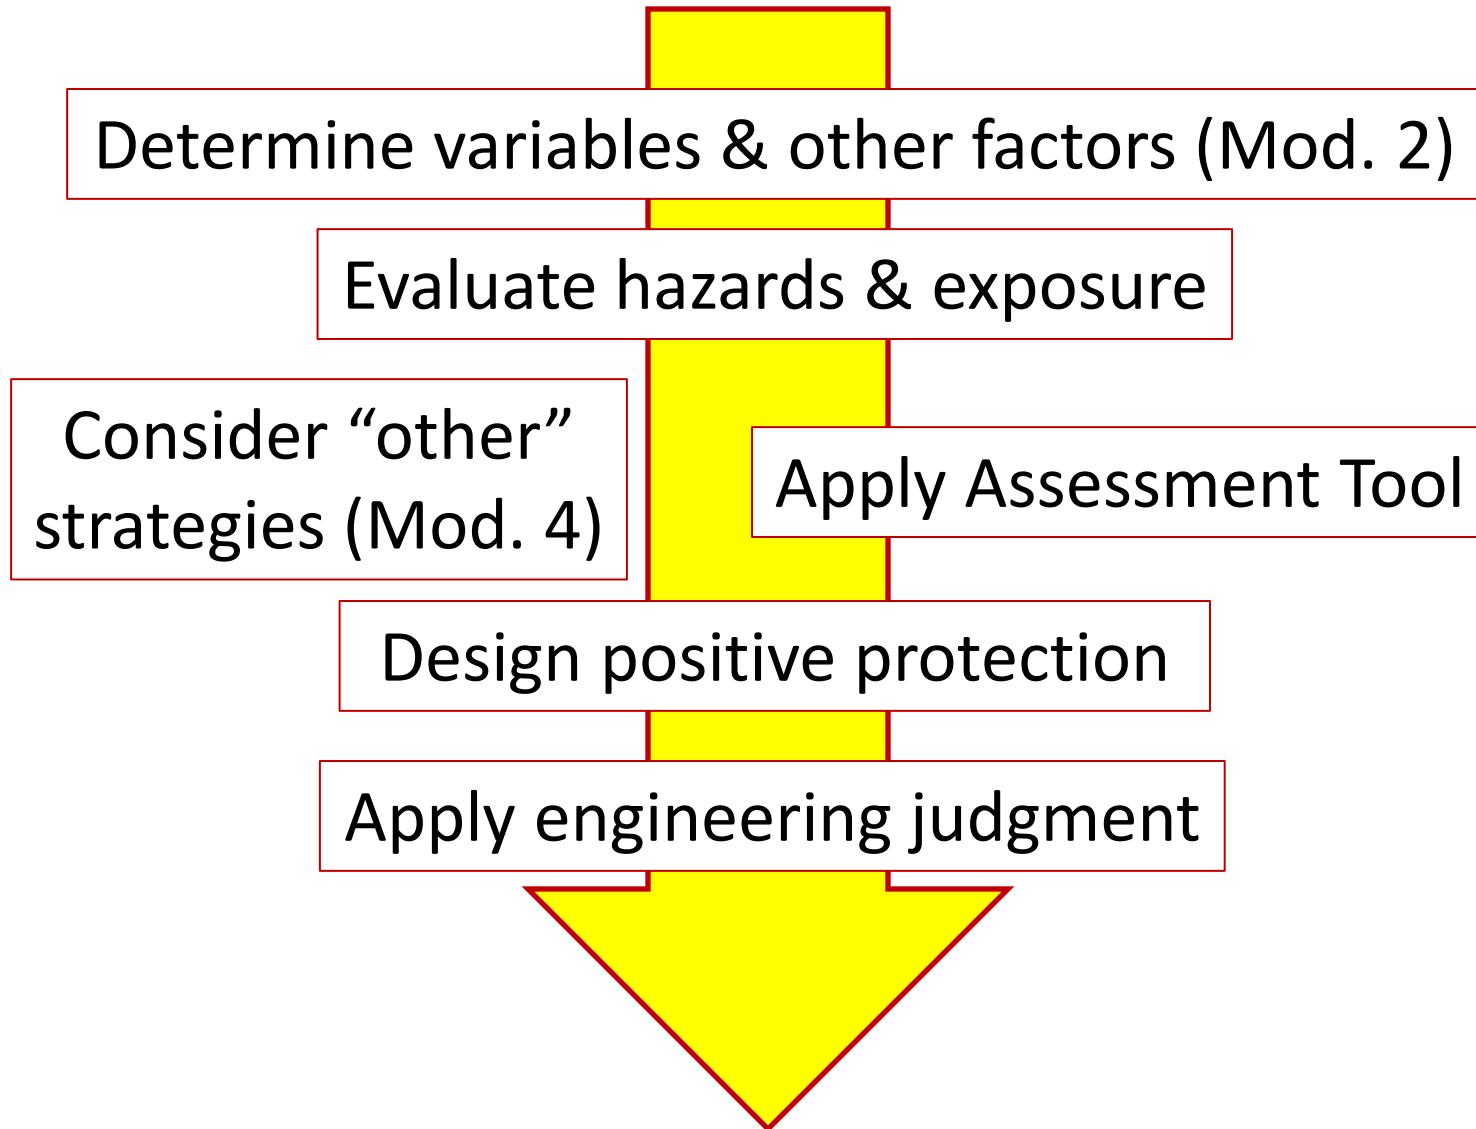 Determine variables & other factors (Mod. 2)
Evaluate hazards & exposure
Consider “other”
strategies (Mod. 4)
Apply Assessment Tool
Design positive protection
Apply engineering judgment